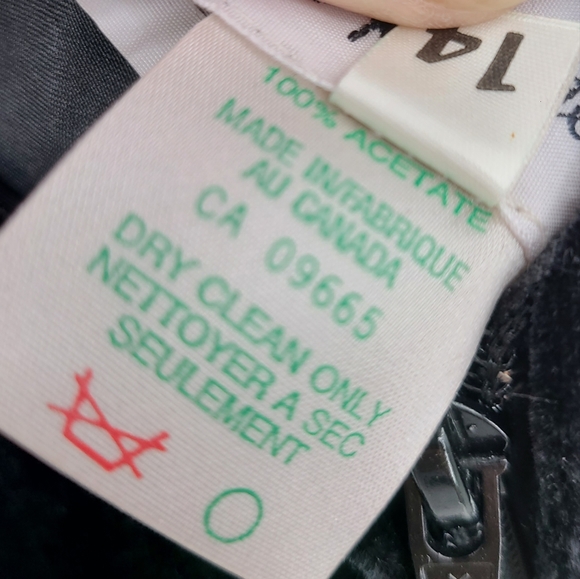 14
100% ACETATE
MADE IN/FABRIQUE
AU CANADA
CA 09665
DRY CLEAN ONLY
NETTOYER A SEC
SEULEMENT